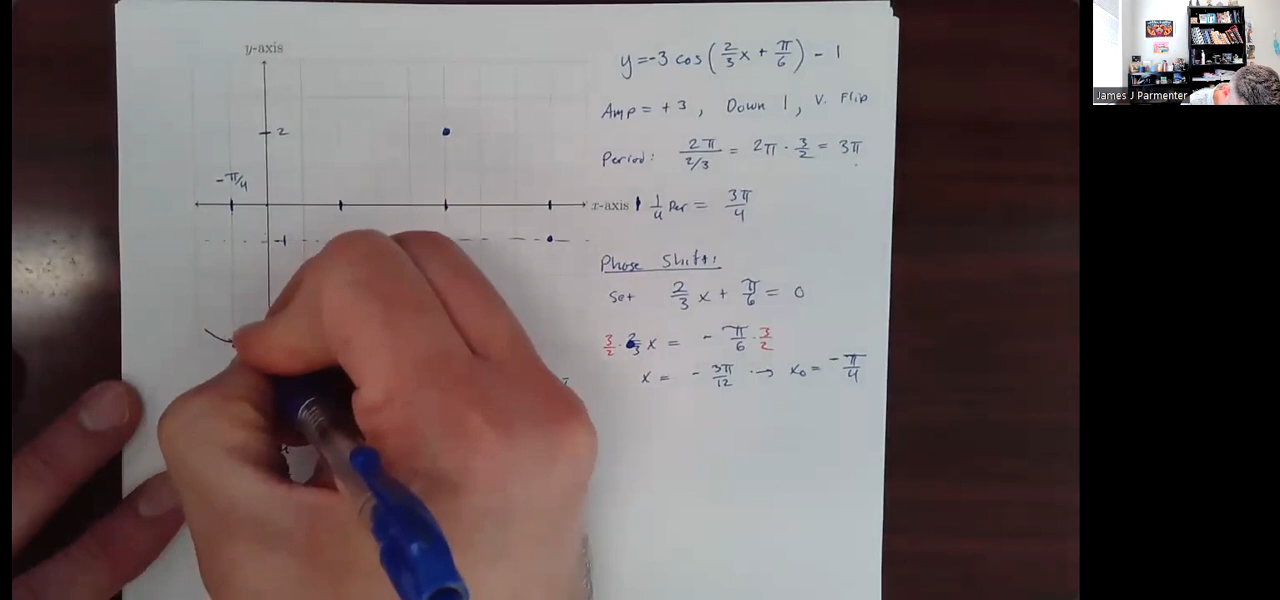 y-axis
2
-π/4
x-axis
-1
y=-3 cos(2/3 x + π/6) - 1
Amp = +3, Down 1, V. Flip
Period: 2π/(2/3) = 2π · 3/2 = 3π
1/4 Per = 3π/4
Phase Shift:
Set 2/3 x + π/6 = 0
3/2 · 2/3 x = - π/6 · 3/2
x = - 3π/12 → x₀ = -π/4
James J Parmenter